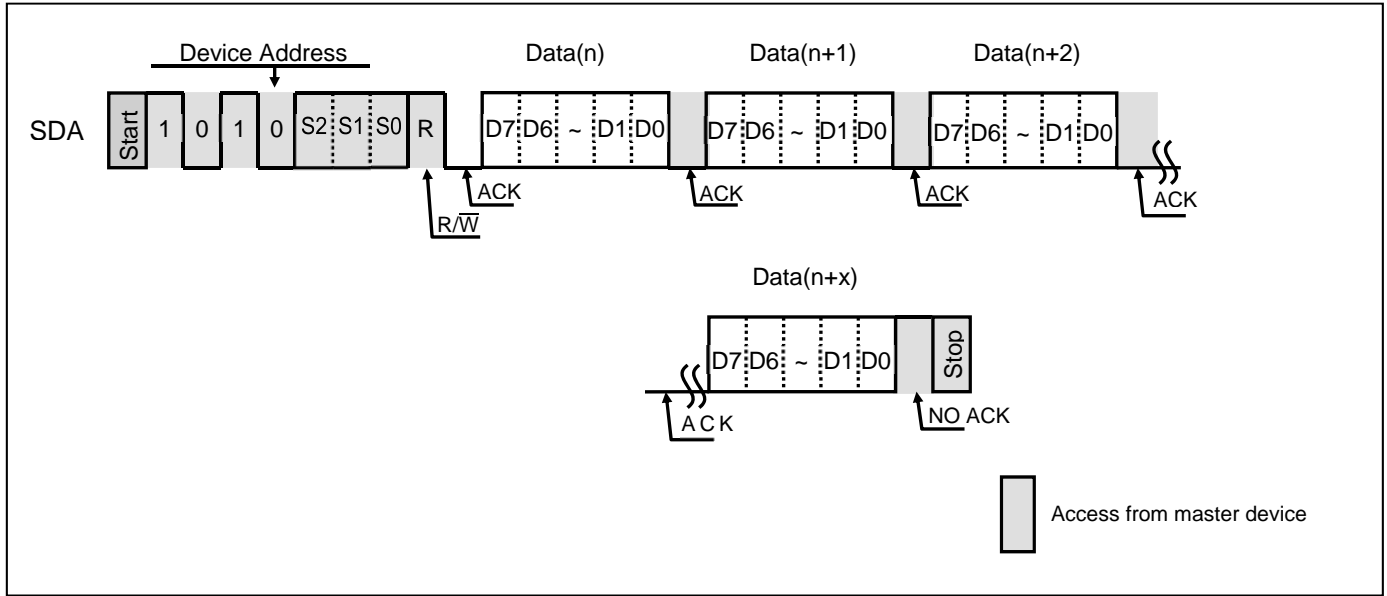 Device Address Data(n) Data(n+1) Data(n+2)
SDA Start 1 0 1 0 S2 S1 S0 R D7 D6 ~ D1 D0 D7 D6 ~ D1 D0 D7 D6 ~ D1 D0
ACK ACK ACK ACK
R/W̅
Data(n+x)
D7 D6 ~ D1 D0 Stop
ACK NO ACK
Access from master device